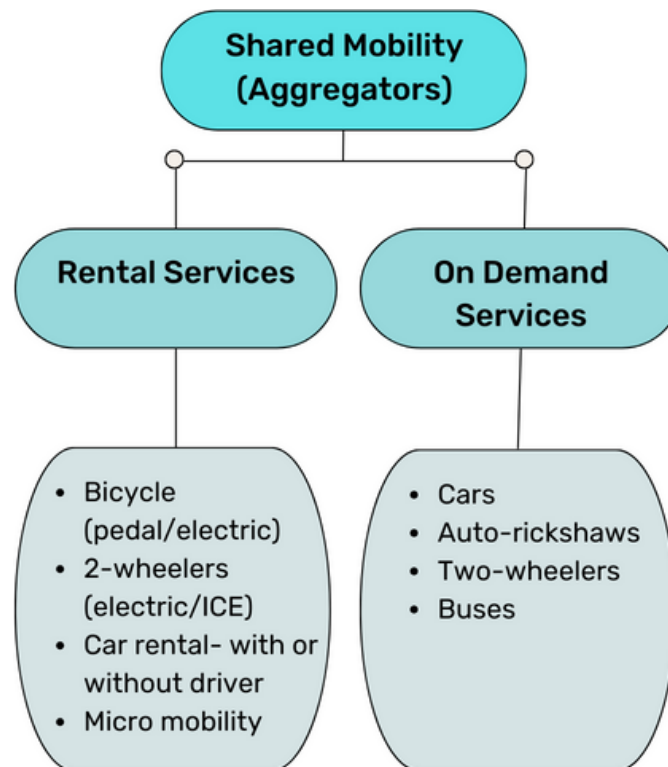 Shared Mobility
(Aggregators)
Rental Services
On Demand
Services
• Bicycle
(pedal/electric)
• 2-wheelers
(electric/ICE)
• Car rental- with or
without driver
• Micro mobility
• Cars
• Auto-rickshaws
• Two-wheelers
• Buses